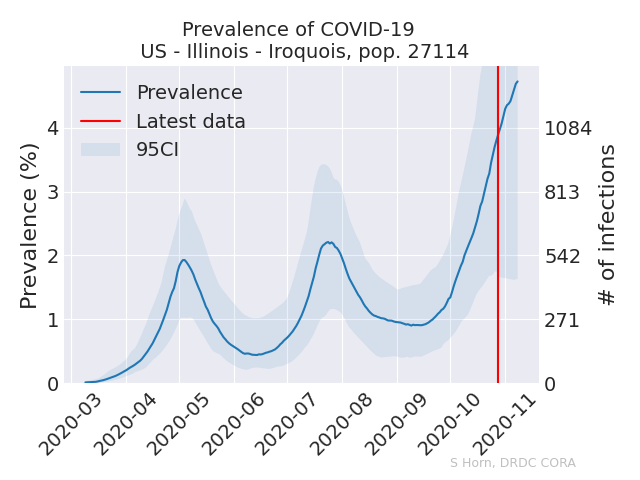 Prevalence of COVID-19
US - Illinois - Iroquois, pop. 27114
Prevalence
Latest data
95CI
Prevalence (%)
4
3
2
1
0
1084
813
542
271
0
# of infections
2020-03
2020-04
2020-05
2020-06
2020-07
2020-08
2020-09
2020-10
2020-11
S Horn, DRDC CORA